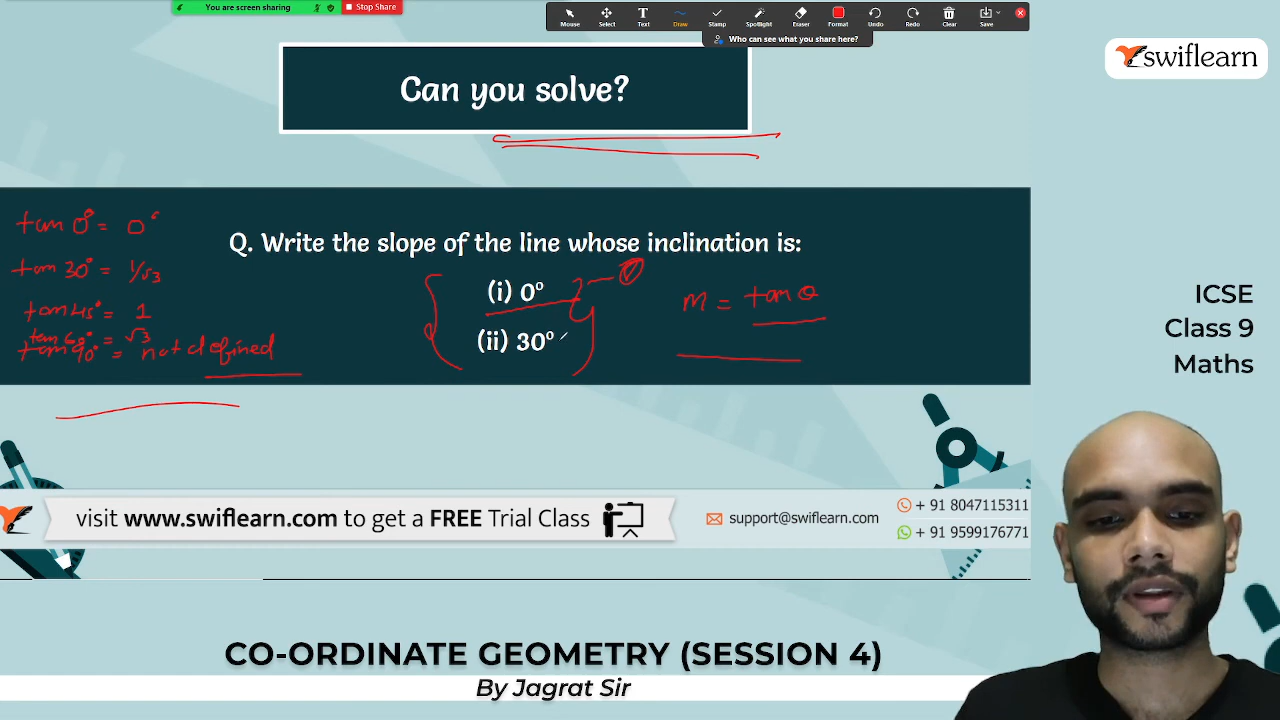 You are screen sharing
Stop Share
Mouse
Select
Text
Draw
Stamp
Spotlight
Eraser
Format
Undo
Redo
Clear
Save
Who can see what you share here?
swiflearn
Can you solve?
Q. Write the slope of the line whose inclination is:
(i) 0º
(ii) 30º
tan 0° = 0°
tan 30° = 1/√3
tan 45° = 1
tan 60° = √3
tan 90° = not defined
m = tan θ
ICSE
Class 9
Maths
visit www.swiflearn.com to get a FREE Trial Class
support@swiflearn.com
+ 91 8047115311
+ 91 9599176771
CO-ORDINATE GEOMETRY (SESSION 4)
By Jagrat Sir